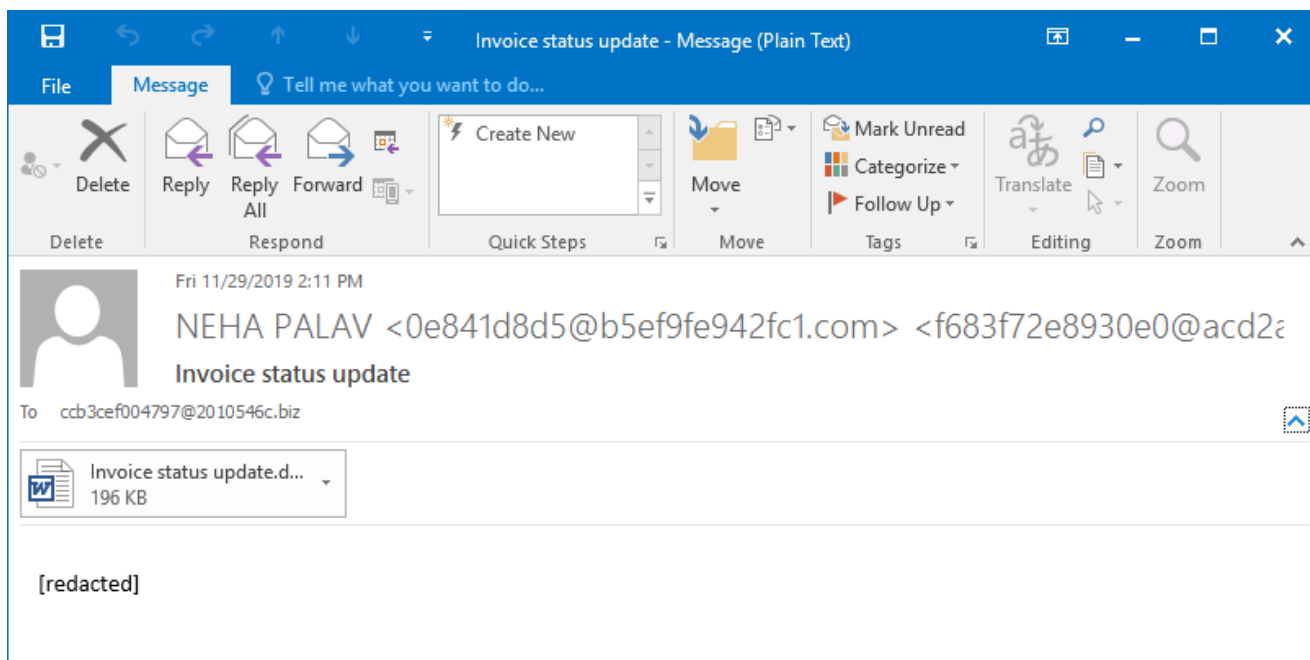 Invoice status update - Message (Plain Text)
File Message Tell me what you want to do...
Delete
Reply
Reply All
Forward
Create New
Move
Mark Unread
Categorize
Follow Up
Translate
Zoom
Delete Respond Quick Steps Move Tags Editing Zoom
Fri 11/29/2019 2:11 PM
NEHA PALAV <0e841d8d5@b5ef9fe942fc1.com> <f683f72e8930e0@acd2a
Invoice status update
To ccb3cef004797@2010546c.biz
Invoice status update.d...
196 KB
[redacted]